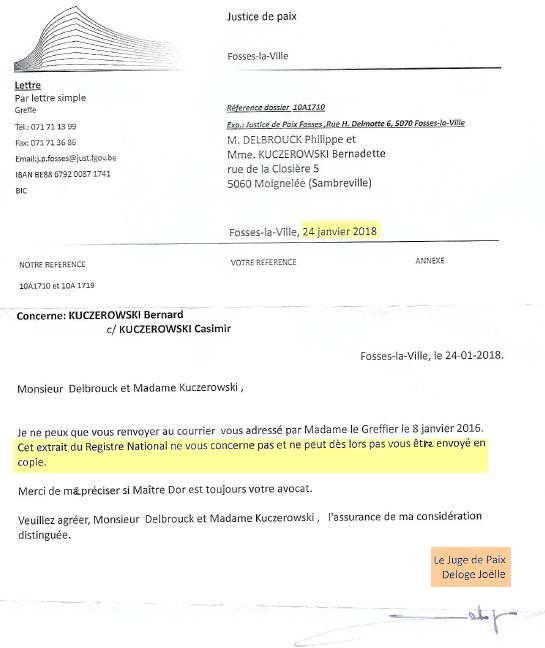 Justice de paix
Fosses-la-Ville
Lettre
Par lettre simple
Greffe
Tél.: 071 71 13 99
Fax: 071 71 36 86
Email:j.p.fosses@just.fgov.be
IBAN BE88 6792 0087 1741
BIC
Réference dossier 10A1710
Exp.: Justice de Paix Fosses ,Rue H. Delmotte 6, 5070 Fosses-la-Ville
M. DELBROUCK Philippe et
Mme. KUCZEROWSKI Bernadette
rue de la Closière 5
5060 Moignelée (Sambreville)
Fosses-la-Ville, 24 janvier 2018
NOTRE REFERENCE VOTRE REFERENCE ANNEXE
10A1710 et 10A 1719
Concerne: KUCZEROWSKI Bernard
c/ KUCZEROWSKI Casimir
Fosses-la-Ville, le 24-01-2018.
Monsieur Delbrouck et Madame Kuczerowski ,
Je ne peux que vous renvoyer au courrier vous adressé par Madame le Greffier le 8 janvier 2016.
Cet extrait du Registre National ne vous concerne pas et ne peut dès lors pas vous être envoyé en
copie.
Merci de me préciser si Maître Dor est toujours votre avocat.
Veuillez agréer, Monsieur Delbrouck et Madame Kuczerowski , l'assurance de ma considération
distinguée.
Le Juge de Paix
Deloge Joëlle